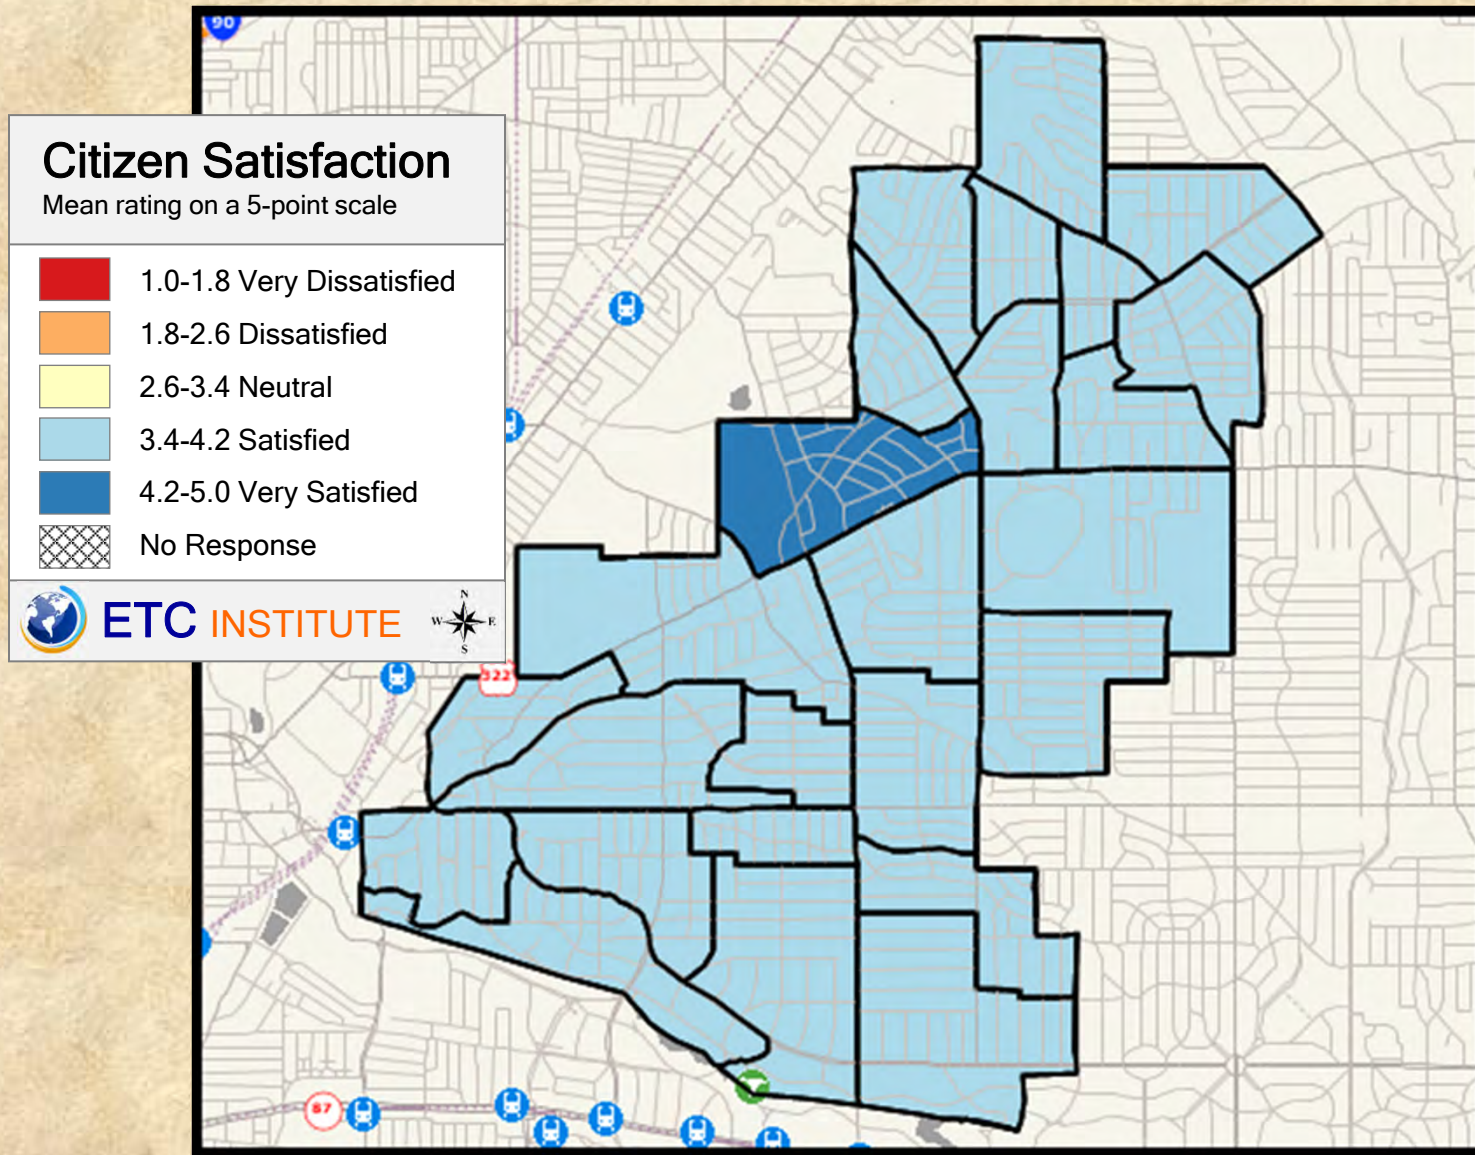 90
Citizen Satisfaction
Mean rating on a 5-point scale
1.0-1.8 Very Dissatisfied
1.8-2.6 Dissatisfied
2.6-3.4 Neutral
3.4-4.2 Satisfied
4.2-5.0 Very Satisfied
No Response
ETC INSTITUTE
N
W E
S
322
87